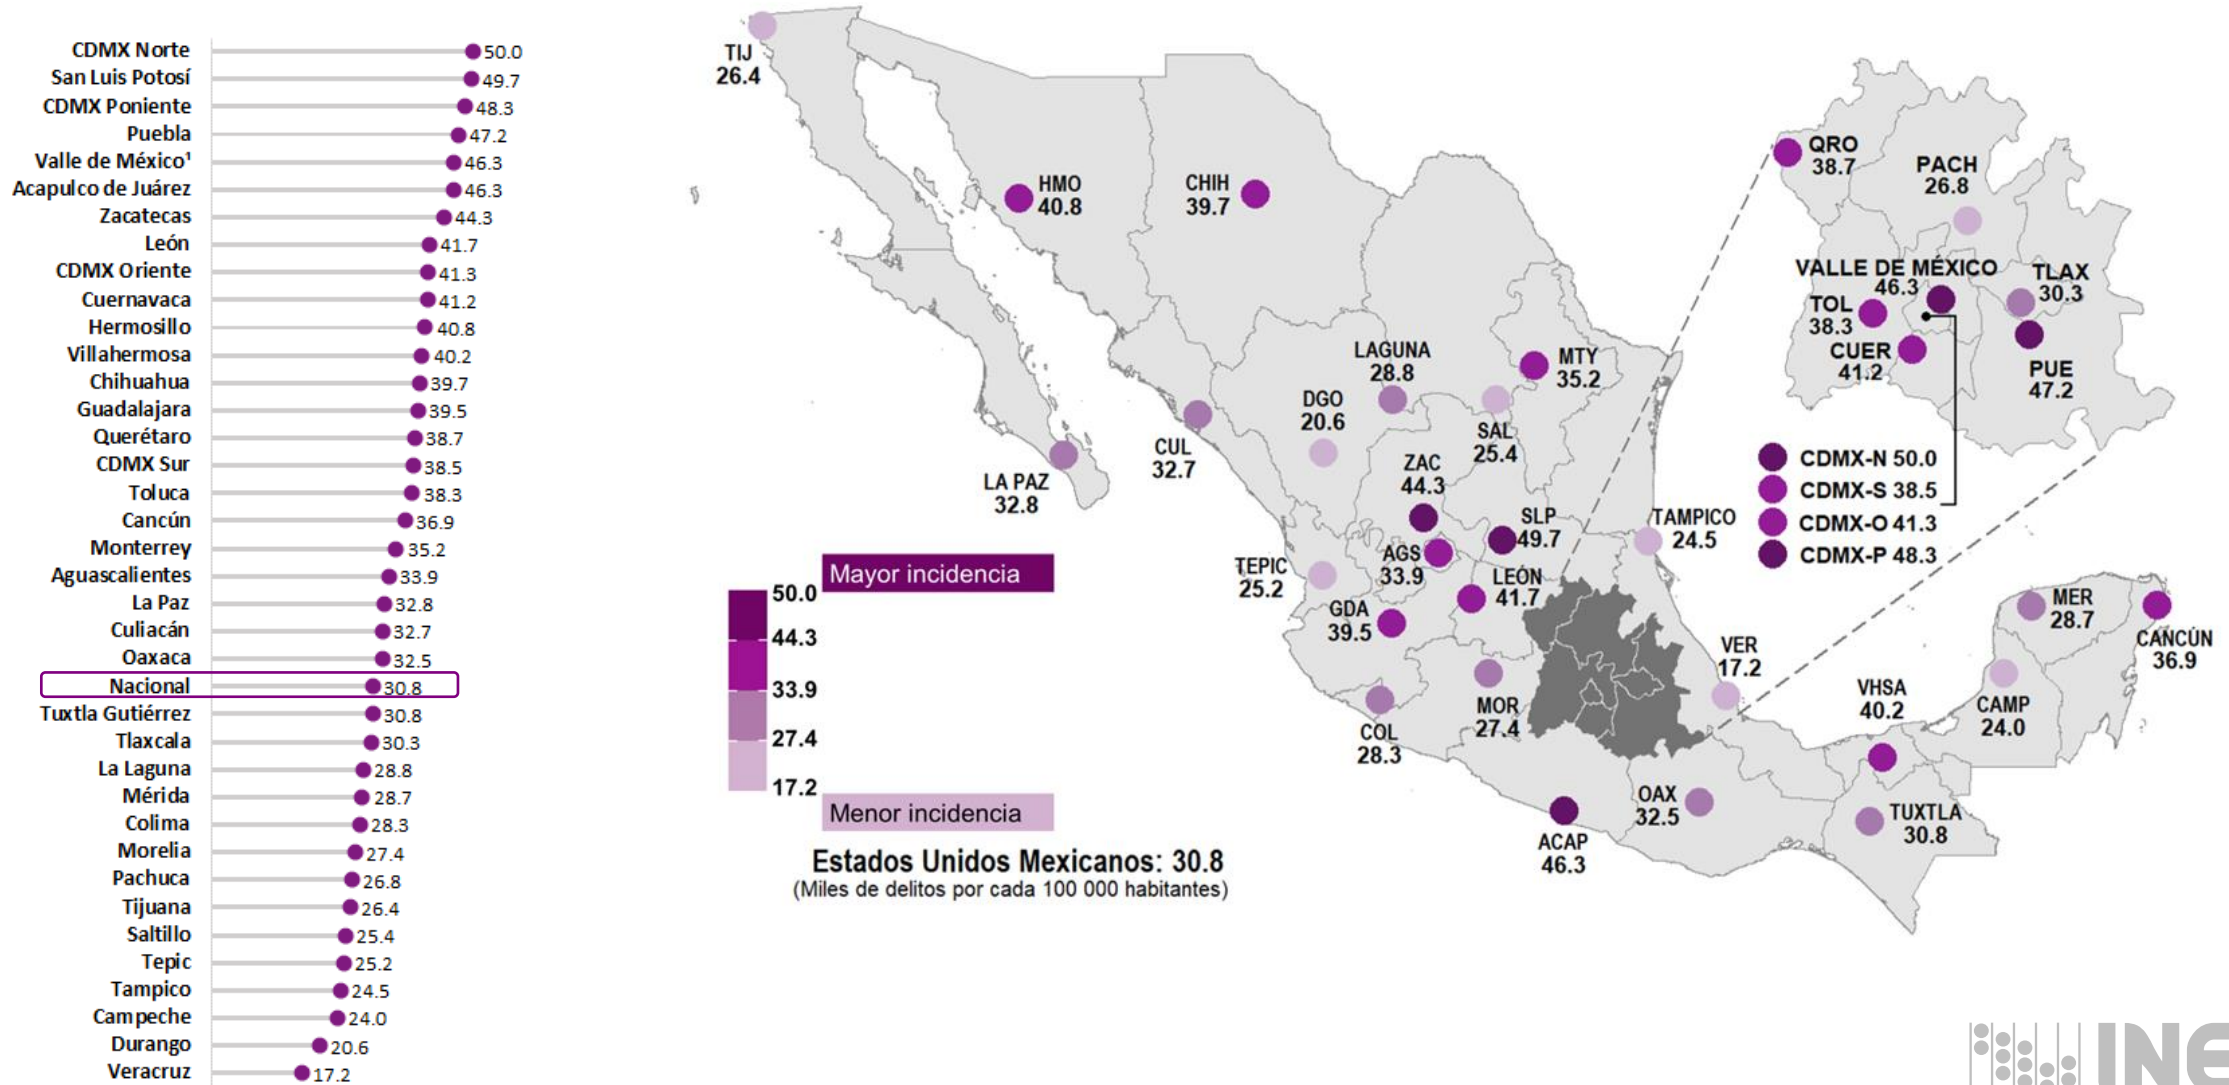 CDMX Norte 50.0
San Luis Potosí 49.7
CDMX Poniente 48.3
Puebla 47.2
Valle de México¹ 46.3
Acapulco de Juárez 46.3
Zacatecas 44.3
León 41.7
CDMX Oriente 41.3
Cuernavaca 41.2
Hermosillo 40.8
Villahermosa 40.2
Chihuahua 39.7
Guadalajara 39.5
Querétaro 38.7
CDMX Sur 38.5
Toluca 38.3
Cancún 36.9
Monterrey 35.2
Aguascalientes 33.9
La Paz 32.8
Culiacán 32.7
Oaxaca 32.5
Nacional 30.8
Tuxtla Gutiérrez 30.8
Tlaxcala 30.3
La Laguna 28.8
Mérida 28.7
Colima 28.3
Morelia 27.4
Pachuca 26.8
Tijuana 26.4
Saltillo 25.4
Tepic 25.2
Tampico 24.5
Campeche 24.0
Durango 20.6
Veracruz 17.2
TIJ
26.4
HMO
40.8
CHIH
39.7
LA PAZ
32.8
CUL
32.7
DGO
20.6
LAGUNA
28.8
MTY
35.2
SAL
25.4
ZAC
44.3
SLP
49.7
AGS
33.9
LEÓN
41.7
TEPIC
25.2
GDA
39.5
COL
28.3
MOR
27.4
TAMPICO
24.5
VER
17.2
ACAP
46.3
OAX
32.5
VHSA
40.2
TUXTLA
30.8
CAMP
24.0
MER
28.7
CANCÚN
36.9
QRO
38.7
PACH
26.8
VALLE DE MÉXICO
46.3
TLAX
30.3
TOL
38.3
CUER
41.2
PUE
47.2
CDMX-N 50.0
CDMX-S 38.5
CDMX-O 41.3
CDMX-P 48.3
Mayor incidencia
50.0
44.3
33.9
27.4
17.2
Menor incidencia
Estados Unidos Mexicanos: 30.8
(Miles de delitos por cada 100 000 habitantes)
INE